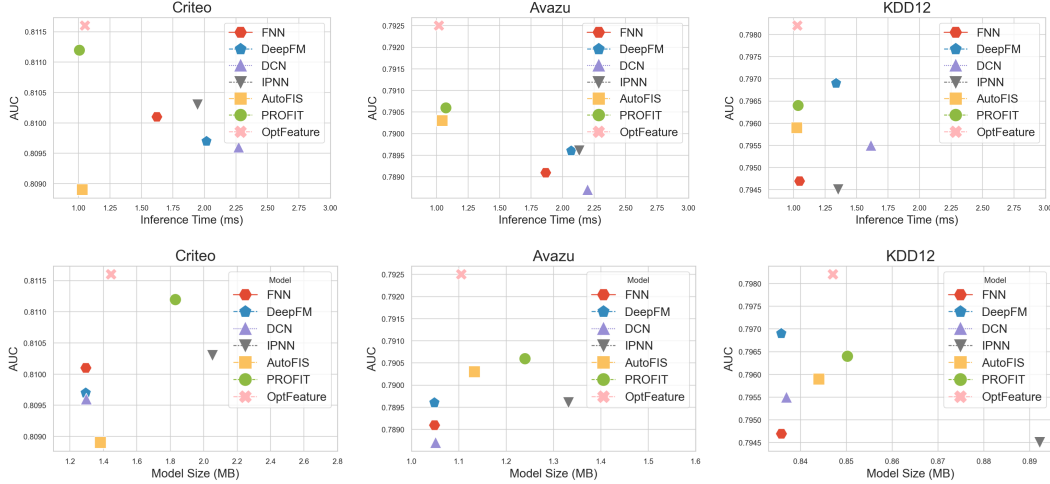 Criteo
AUC
0.8115
0.8110
0.8105
0.8100
0.8095
0.8090
FNN
DeepFM
DCN
IPNN
AutoFIS
PROFIT
OptFeature
1.00 1.25 1.50 1.75 2.00 2.25 2.50 2.75 3.00
Inference Time (ms)
Avazu
AUC
0.7925
0.7920
0.7915
0.7910
0.7905
0.7900
0.7895
0.7890
FNN
DeepFM
DCN
IPNN
AutoFIS
PROFIT
OptFeature
1.00 1.25 1.50 1.75 2.00 2.25 2.50 2.75 3.00
Inference Time (ms)
KDD12
AUC
0.7980
0.7975
0.7970
0.7965
0.7960
0.7955
0.7950
0.7945
FNN
DeepFM
DCN
IPNN
AutoFIS
PROFIT
OptFeature
1.00 1.25 1.50 1.75 2.00 2.25 2.50 2.75 3.00
Inference Time (ms)
Criteo
AUC
0.8115
0.8110
0.8105
0.8100
0.8095
0.8090
Model
FNN
DeepFM
DCN
IPNN
AutoFIS
PROFIT
OptFeature
1.2 1.4 1.6 1.8 2.0 2.2 2.4 2.6 2.8
Model Size (MB)
Avazu
AUC
0.7925
0.7920
0.7915
0.7910
0.7905
0.7900
0.7895
0.7890
Model
FNN
DeepFM
DCN
IPNN
AutoFIS
PROFIT
OptFeature
1.0 1.1 1.2 1.3 1.4 1.5 1.6
Model Size (MB)
KDD12
AUC
0.7980
0.7975
0.7970
0.7965
0.7960
0.7955
0.7950
0.7945
Model
FNN
DeepFM
DCN
IPNN
AutoFIS
PROFIT
OptFeature
0.84 0.85 0.86 0.87 0.88 0.89
Model Size (MB)